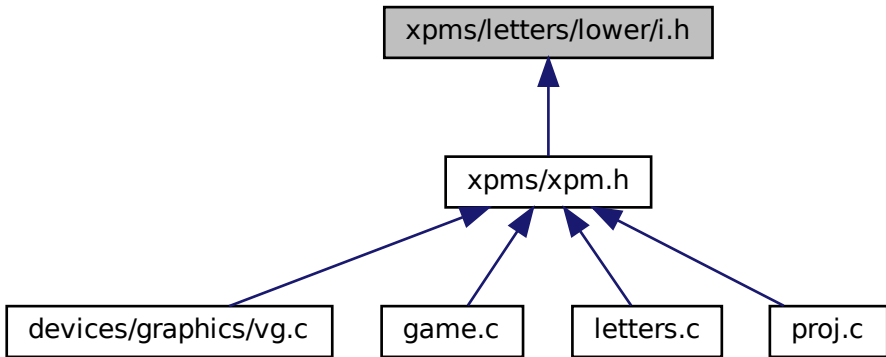 xpms/letters/lower/i.h
xpms/xpm.h
devices/graphics/vg.c
game.c
letters.c
proj.c